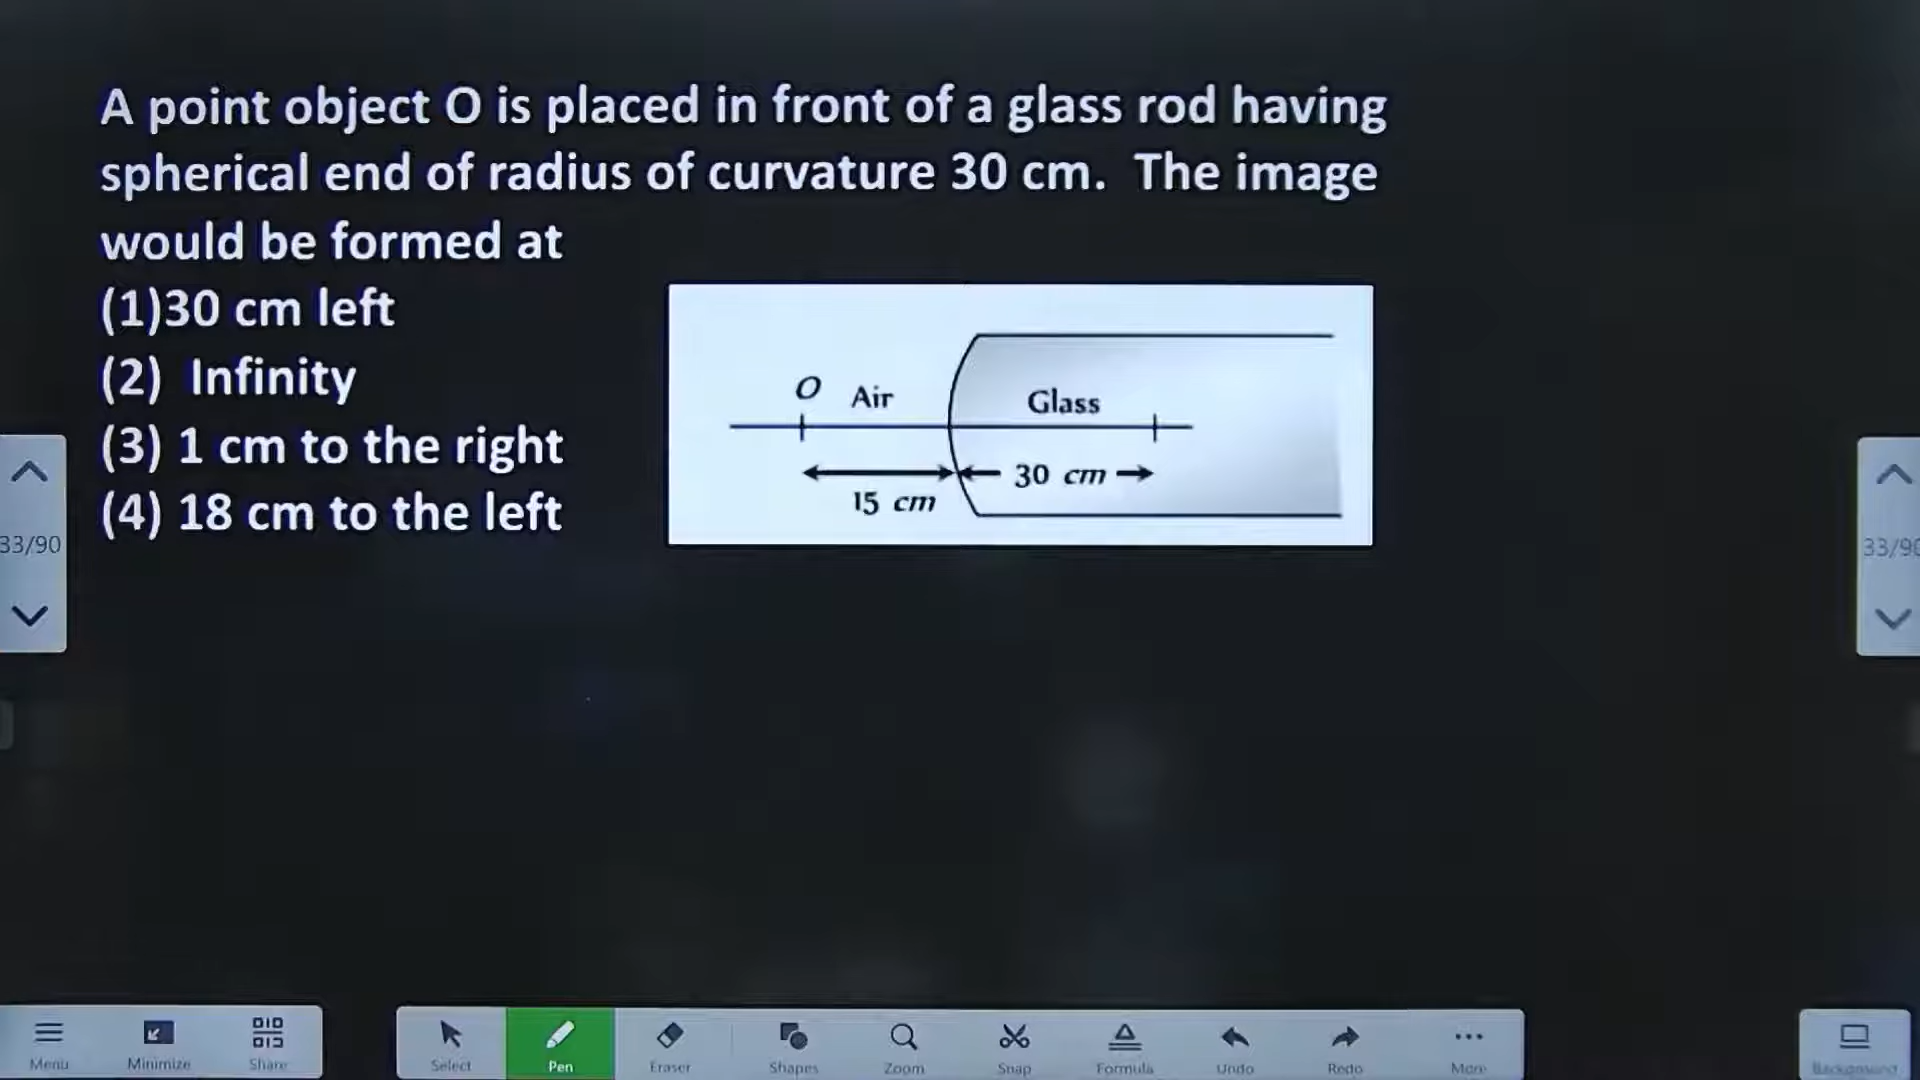 A point object O is placed in front of a glass rod having
spherical end of radius of curvature 30 cm. The image
would be formed at
(1)30 cm left
(2) Infinity
(3) 1 cm to the right
(4) 18 cm to the left
O Air
Glass
30 cm
15 cm
33/90
33/90
Menu Minimize Share Select Pen Eraser Shapes Zoom Snap Formula Undo Redo More Background